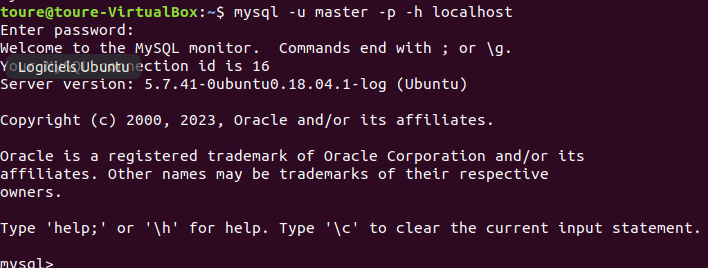 toure@toure-VirtualBox:~$ mysql -u master -p -h localhost
Enter password:
Welcome to the MySQL monitor.  Commands end with ; or \g.
Your MySQL connection id is 16
Logiciels Ubuntu
Server version: 5.7.41-0ubuntu0.18.04.1-log (Ubuntu)

Copyright (c) 2000, 2023, Oracle and/or its affiliates.

Oracle is a registered trademark of Oracle Corporation and/or its
affiliates. Other names may be trademarks of their respective
owners.

Type 'help;' or '\h' for help. Type '\c' to clear the current input statement.

mysql>